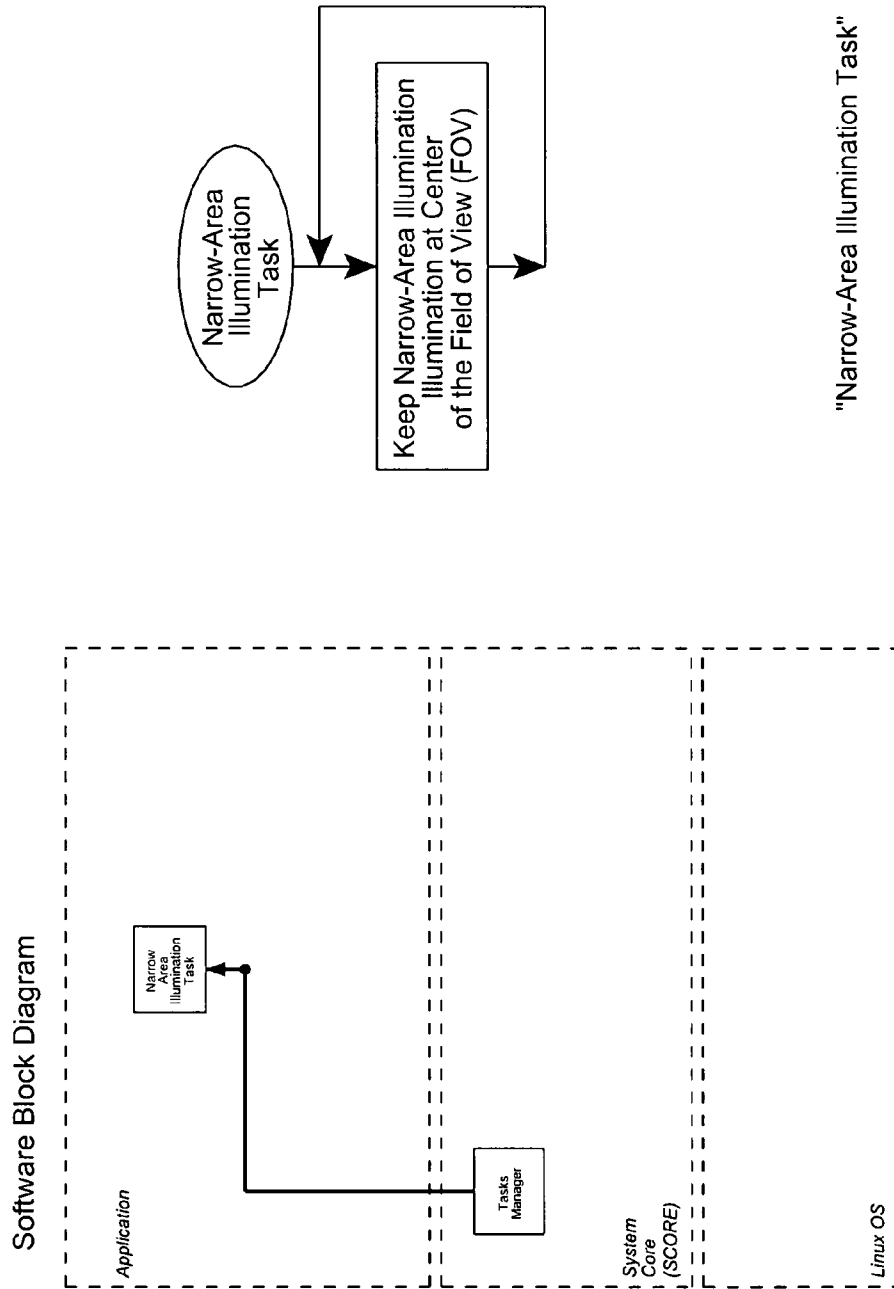 Software Block Diagram
Application
Narrow
Area
Illumination
Task
Tasks
Manager
System
Core
(SCORE)
Linux OS
Narrow-Area
Illumination
Task
Keep Narrow-Area Illumination
Illumination at Center
of the Field of View (FOV)
"Narrow-Area Illumination Task"